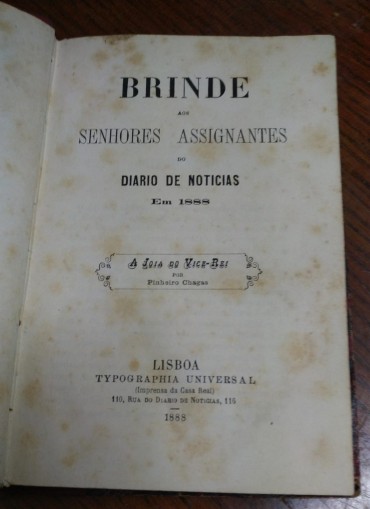 BRINDE
AOS
SENHORES ASSIGNANTES
DO
DIARIO DE NOTICIAS
Em 1888
A JOIA DO VICE-REI
POR
Pinheiro Chagas
LISBOA
TYPOGRAPHIA UNIVERSAL
(Imprensa da Casa Real)
110, RUA DO DIARIO DE NOTICIAS, 116
1888